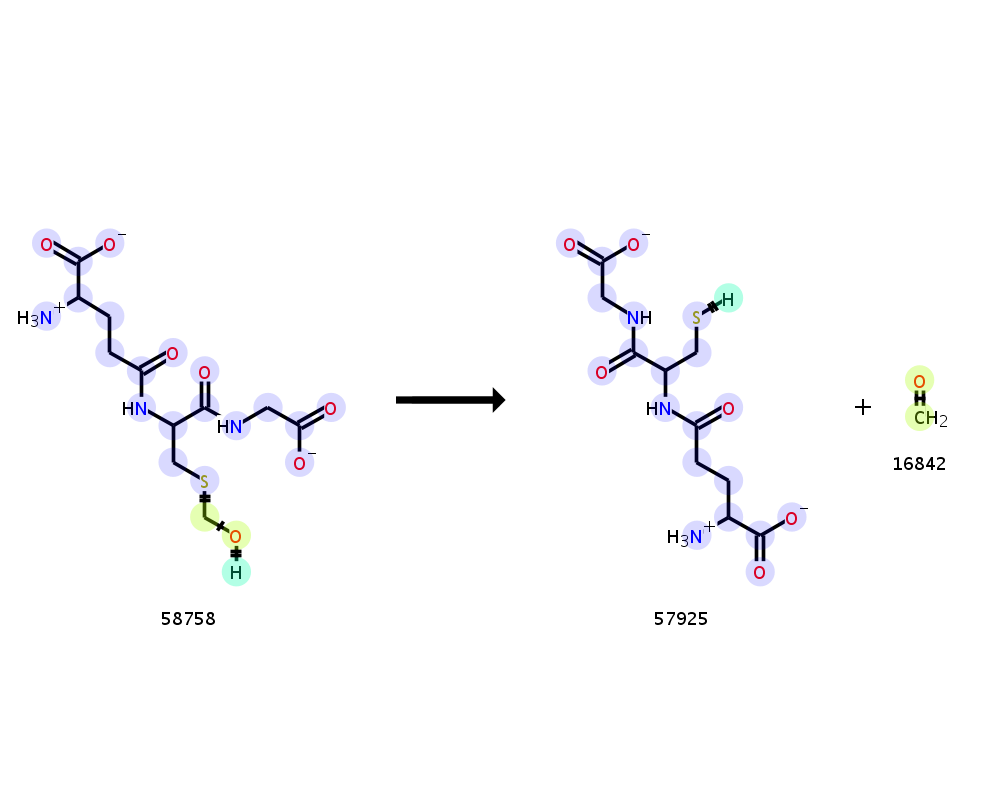 O O⁻
H₃N⁺
O
O
HN
HN
O
O⁻
S
O
H
58758
O O⁻
NH
S H
O
HN
O
H₃N⁺
O⁻
O
57925
+
O
CH₂
16842